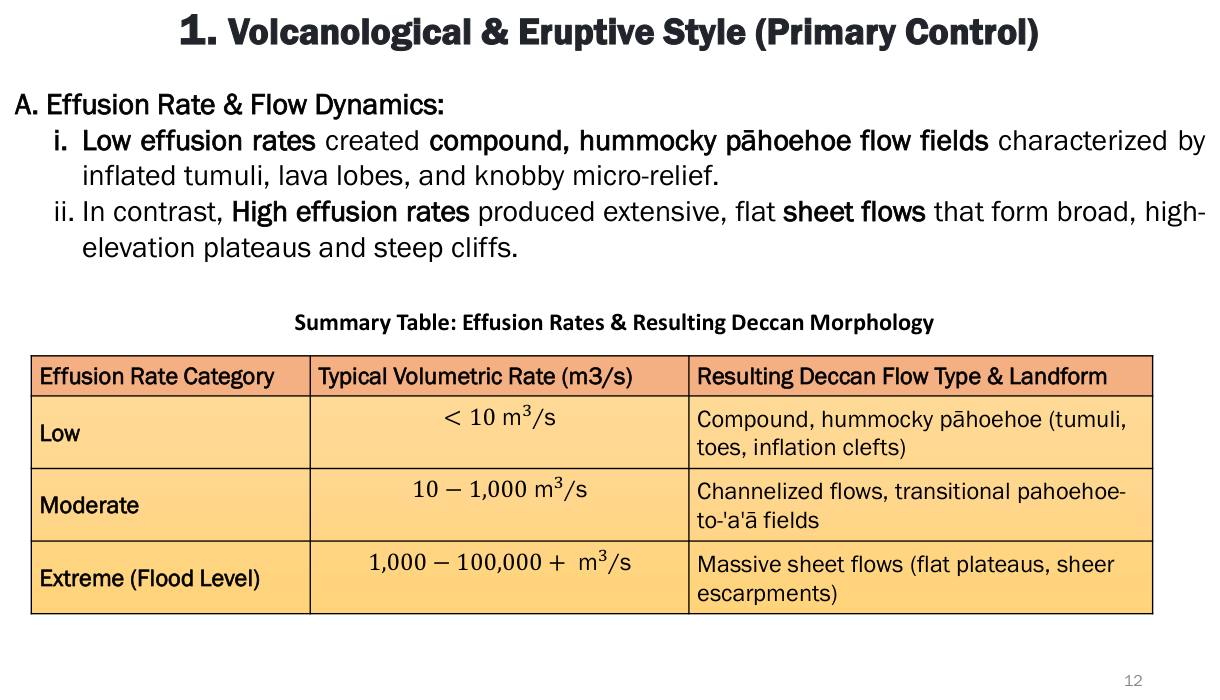 1. Volcanological & Eruptive Style (Primary Control)
A. Effusion Rate & Flow Dynamics:
i. Low effusion rates created compound, hummocky pāhoehoe flow fields characterized by
inflated tumuli, lava lobes, and knobby micro-relief.
ii. In contrast, High effusion rates produced extensive, flat sheet flows that form broad, high-
elevation plateaus and steep cliffs.
Summary Table: Effusion Rates & Resulting Deccan Morphology
Effusion Rate Category Typical Volumetric Rate (m3/s) Resulting Deccan Flow Type & Landform
Low
< 10 m³/s
Compound, hummocky pāhoehoe (tumuli,
toes, inflation clefts)
Moderate
10 − 1,000 m³/s
Channelized flows, transitional pahoehoe-
to-'a'ā fields
Extreme (Flood Level)
1,000 − 100,000 + m³/s
Massive sheet flows (flat plateaus, sheer
escarpments)
12